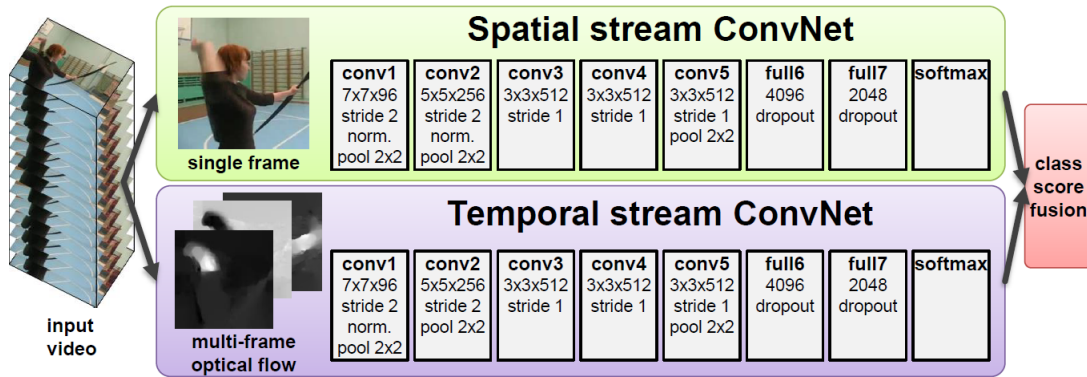 Spatial stream ConvNet
conv1
7x7x96
stride 2
norm.
pool 2x2
conv2
5x5x256
stride 2
norm.
pool 2x2
conv3
3x3x512
stride 1
conv4
3x3x512
stride 1
conv5
3x3x512
stride 1
pool 2x2
full6
4096
dropout
full7
2048
dropout
softmax
single frame
Temporal stream ConvNet
conv1
7x7x96
stride 2
norm.
pool 2x2
conv2
5x5x256
stride 2
pool 2x2
conv3
3x3x512
stride 1
conv4
3x3x512
stride 1
conv5
3x3x512
stride 1
pool 2x2
full6
4096
dropout
full7
2048
dropout
softmax
multi-frame
optical flow
input
video
class
score
fusion